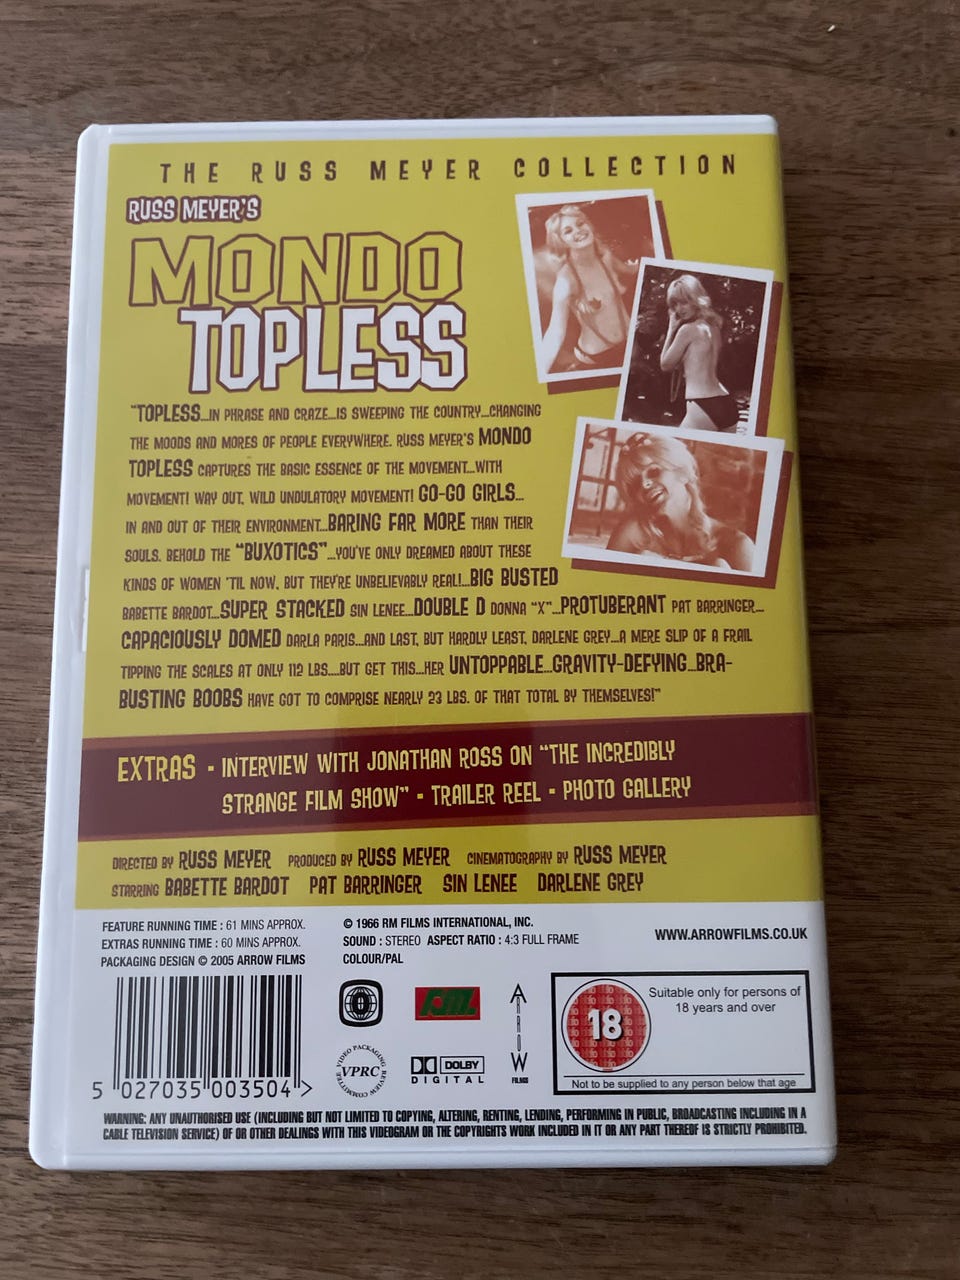 THE RUSS MEYER COLLECTION
RUSS MEYER'S
MONDO
TOPLESS
"TOPLESS...IN PHRASE AND CRAZE...IS SWEEPING THE COUNTRY...CHANGING
THE MOODS AND MORES OF PEOPLE EVERYWHERE. RUSS MEYER'S MONDO
TOPLESS CAPTURES THE BASIC ESSENCE OF THE MOVEMENT...WITH
MOVEMENT! WAY OUT, WILD UNDULATORY MOVEMENT! GO-GO GIRLS...
IN AND OUT OF THEIR ENVIRONMENT...BARING FAR MORE THAN THEIR
SOULS. BEHOLD THE "BUXOTICS"...YOU'VE ONLY DREAMED ABOUT THESE
KINDS OF WOMEN 'TIL NOW, BUT THEY'RE UNBELIEVABLY REAL!...BIG BUSTED
BABETTE BARDOT...SUPER STACKED SIN LENEE...DOUBLE D DONNA "X"...PROTUBERANT PAT BARRINGER...
CAPACIOUSLY DOMED DARLA PARIS...AND LAST, BUT HARDLY LEAST, DARLENE GREY...A MERE SLIP OF A FRAIL
TIPPING THE SCALES AT ONLY 112 LBS....BUT GET THIS...HER UNTOPPABLE...GRAVITY-DEFYING...BRA-
BUSTING BOOBS HAVE GOT TO COMPRISE NEARLY 23 LBS. OF THAT TOTAL BY THEMSELVES!"
EXTRAS - INTERVIEW WITH JONATHAN ROSS ON "THE INCREDIBLY
STRANGE FILM SHOW" - TRAILER REEL - PHOTO GALLERY
DIRECTED BY RUSS MEYER PRODUCED BY RUSS MEYER CINEMATOGRAPHY BY RUSS MEYER
STARRING BABETTE BARDOT PAT BARRINGER SIN LENEE DARLENE GREY
FEATURE RUNNING TIME : 61 MINS APPROX.
EXTRAS RUNNING TIME : 60 MINS APPROX.
PACKAGING DESIGN © 2005 ARROW FILMS
© 1966 RM FILMS INTERNATIONAL, INC.
SOUND : STEREO ASPECT RATIO : 4:3 FULL FRAME
COLOUR/PAL
WWW.ARROWFILMS.CO.UK
5 027035 003504 >
0
RM.
VIDEO PACKAGING REVIEW COMMITTEE
VPRC
DOLBY
DIGITAL
ARROW
FILMS
18
Suitable only for persons of
18 years and over
Not to be supplied to any person below that age
WARNING: ANY UNAUTHORISED USE (INCLUDING BUT NOT LIMITED TO COPYING, ALTERING, RENTING, LENDING, PERFORMING IN PUBLIC, BROADCASTING INCLUDING IN A
CABLE TELEVISION SERVICE) OF OR OTHER DEALINGS WITH THIS VIDEOGRAM OR THE COPYRIGHTS WORK INCLUDED IN IT OR ANY PART THEREOF IS STRICTLY PROHIBITED.